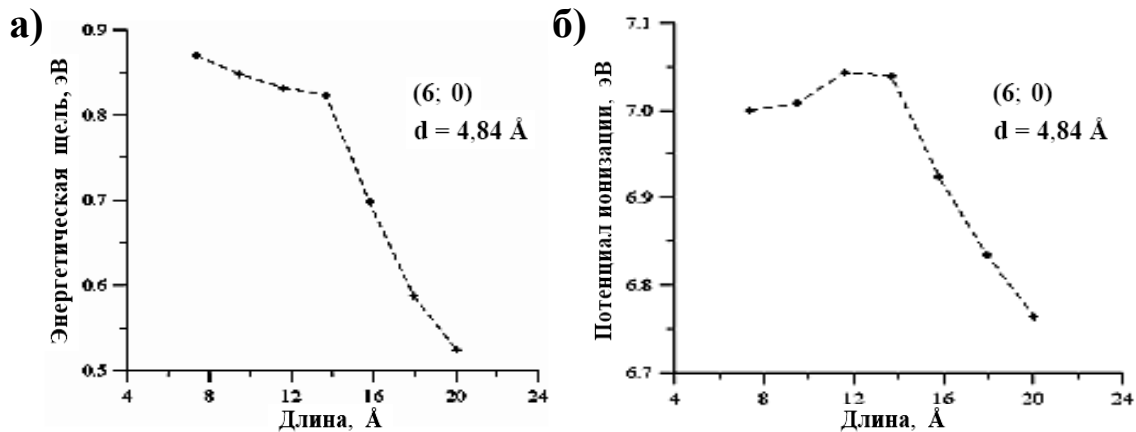 а)
0.9
0.8
0.7
0.6
0.5
4 8 12 16 20 24
Энергетическая щель, эВ
Длина, Å
(6; 0)
d = 4,84 Å
б)
7.1
7.0
6.9
6.8
6.7
4 8 12 16 20 24
Потенциал ионизации, эВ
Длина, Å
(6; 0)
d = 4,84 Å